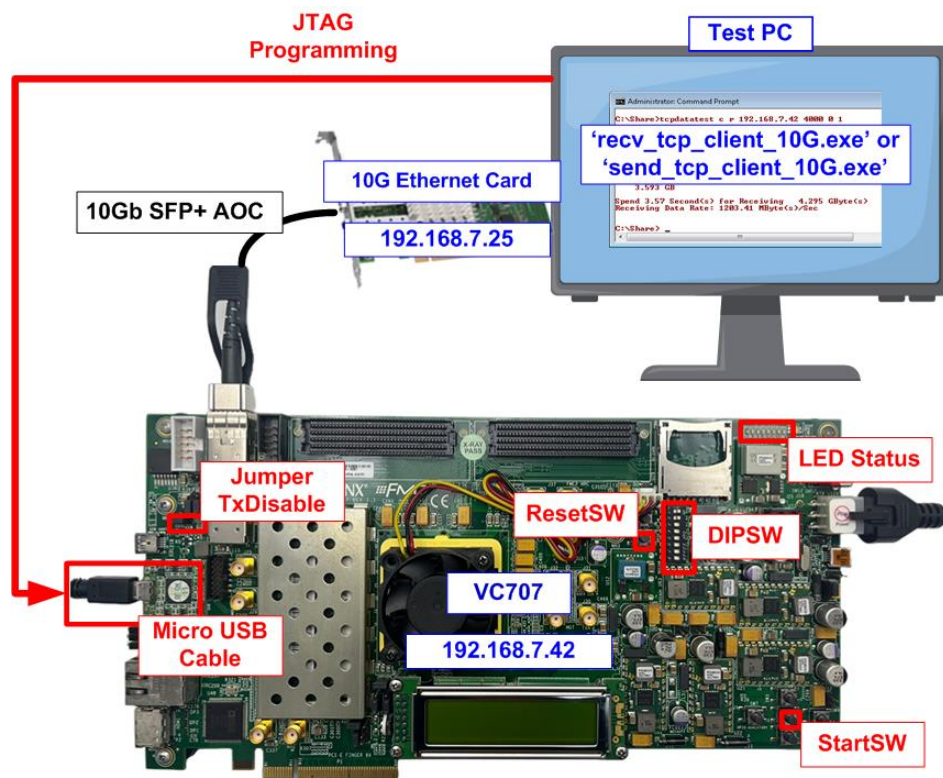 JTAG
Programming
Test PC
Administrator: Command Prompt
C:\Share>tcpdatatest c r 192.168.7.42 4000 0 1
'recv_tcp_client_10G.exe' or
'send_tcp_client_10G.exe'
3.593 GB
Spend 3.57 Second(s) for Receiving 4.295 GByte(s)
Receiving Data Rate: 1203.41 MByte(s)/Sec
C:\Share>
10G Ethernet Card
192.168.7.25
10Gb SFP+ AOC
X-RAY
PASS
LED Status
Jumper
TxDisable
ResetSW
DIPSW
VC707
192.168.7.42
Micro USB
Cable
StartSW